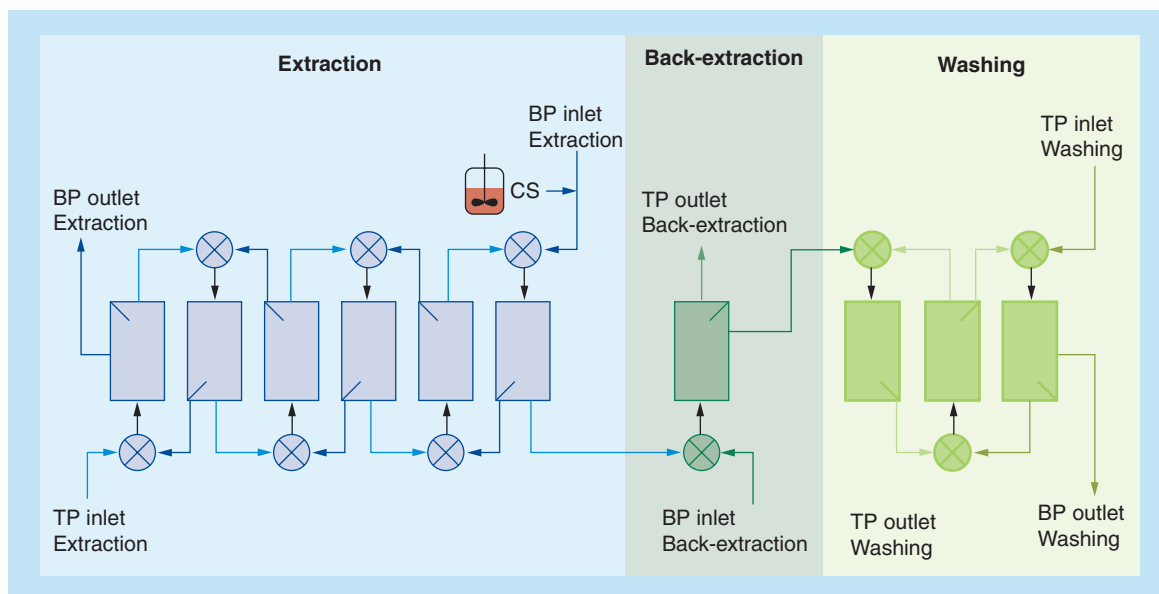 Extraction
Back-extraction
Washing
BP inlet
Extraction
TP inlet
Washing
CS
BP outlet
Extraction
TP outlet
Back-extraction
TP inlet
Extraction
BP inlet
Back-extraction
TP outlet
Washing
BP outlet
Washing